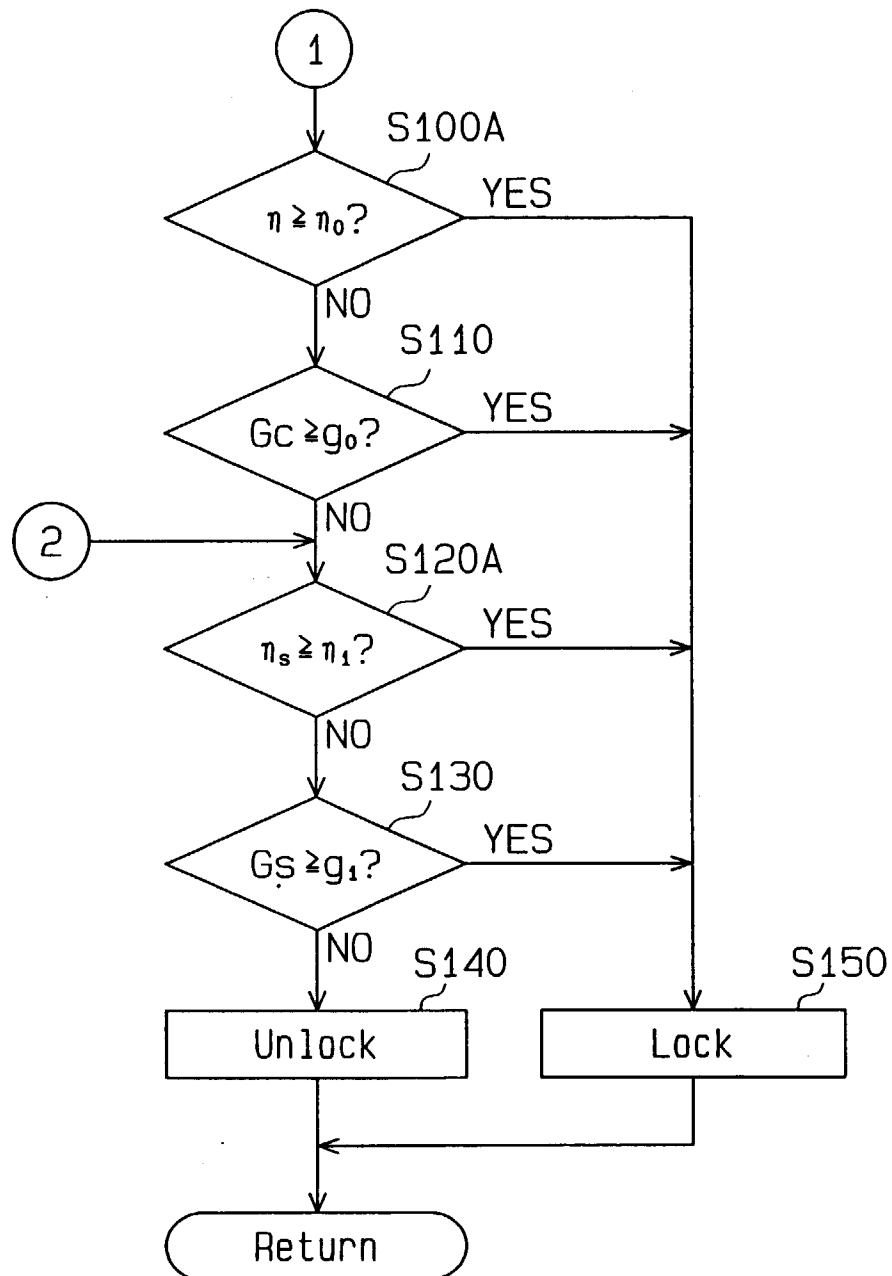 1
S100A
η≧η₀?
YES
NO
S110
Gc≧g₀?
YES
NO
2
S120A
ηₛ≧η₁?
YES
NO
S130
Gs≧g₁?
YES
NO
S140
S150
Unlock
Lock
Return